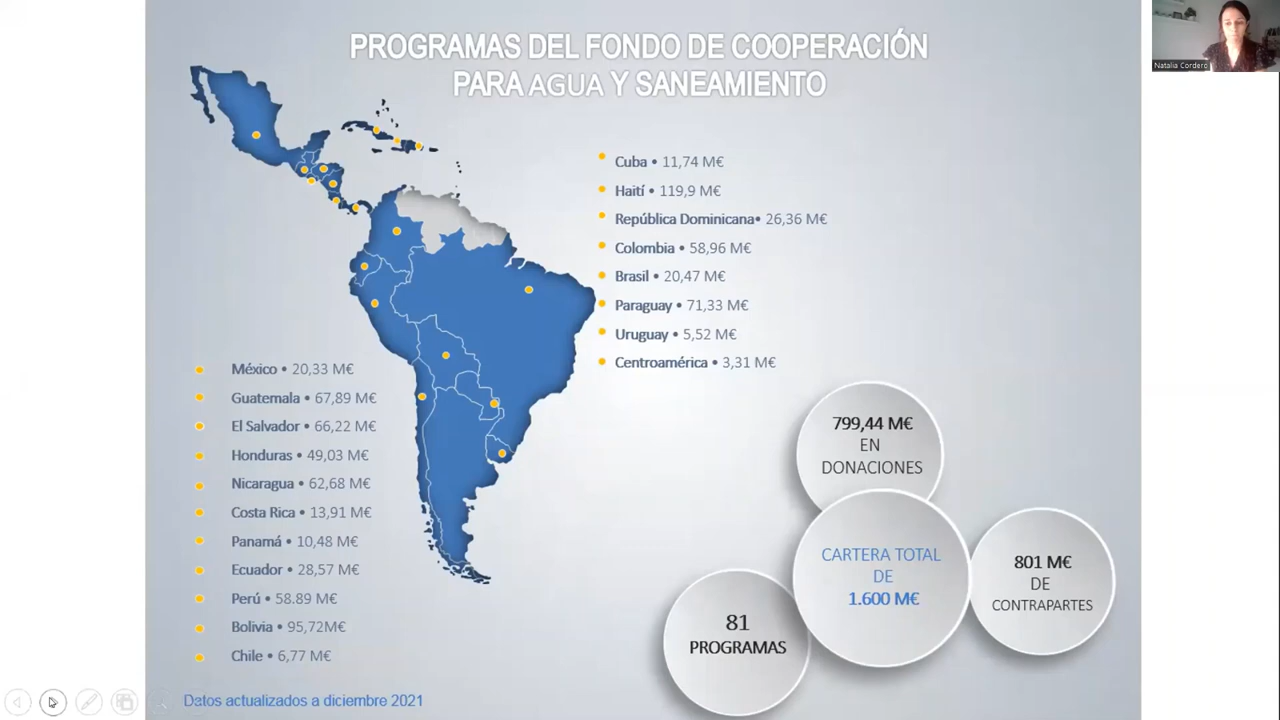 PROGRAMAS DEL FONDO DE COOPERACIÓN
PARA AGUA Y SANEAMIENTO
Natalia Cordero
Cuba • 11,74 M€
Haití • 119,9 M€
República Dominicana• 26,36 M€
Colombia • 58,96 M€
Brasil • 20,47 M€
Paraguay • 71,33 M€
Uruguay • 5,52 M€
Centroamérica • 3,31 M€
México • 20,33 M€
Guatemala • 67,89 M€
El Salvador • 66,22 M€
Honduras • 49,03 M€
Nicaragua • 62,68 M€
Costa Rica • 13,91 M€
Panamá • 10,48 M€
Ecuador • 28,57 M€
Perú • 58.89 M€
Bolivia • 95,72M€
Chile • 6,77 M€
799,44 M€
EN
DONACIONES
CARTERA TOTAL
DE
1.600 M€
801 M€
DE
CONTRAPARTES
81
PROGRAMAS
Datos actualizados a diciembre 2021